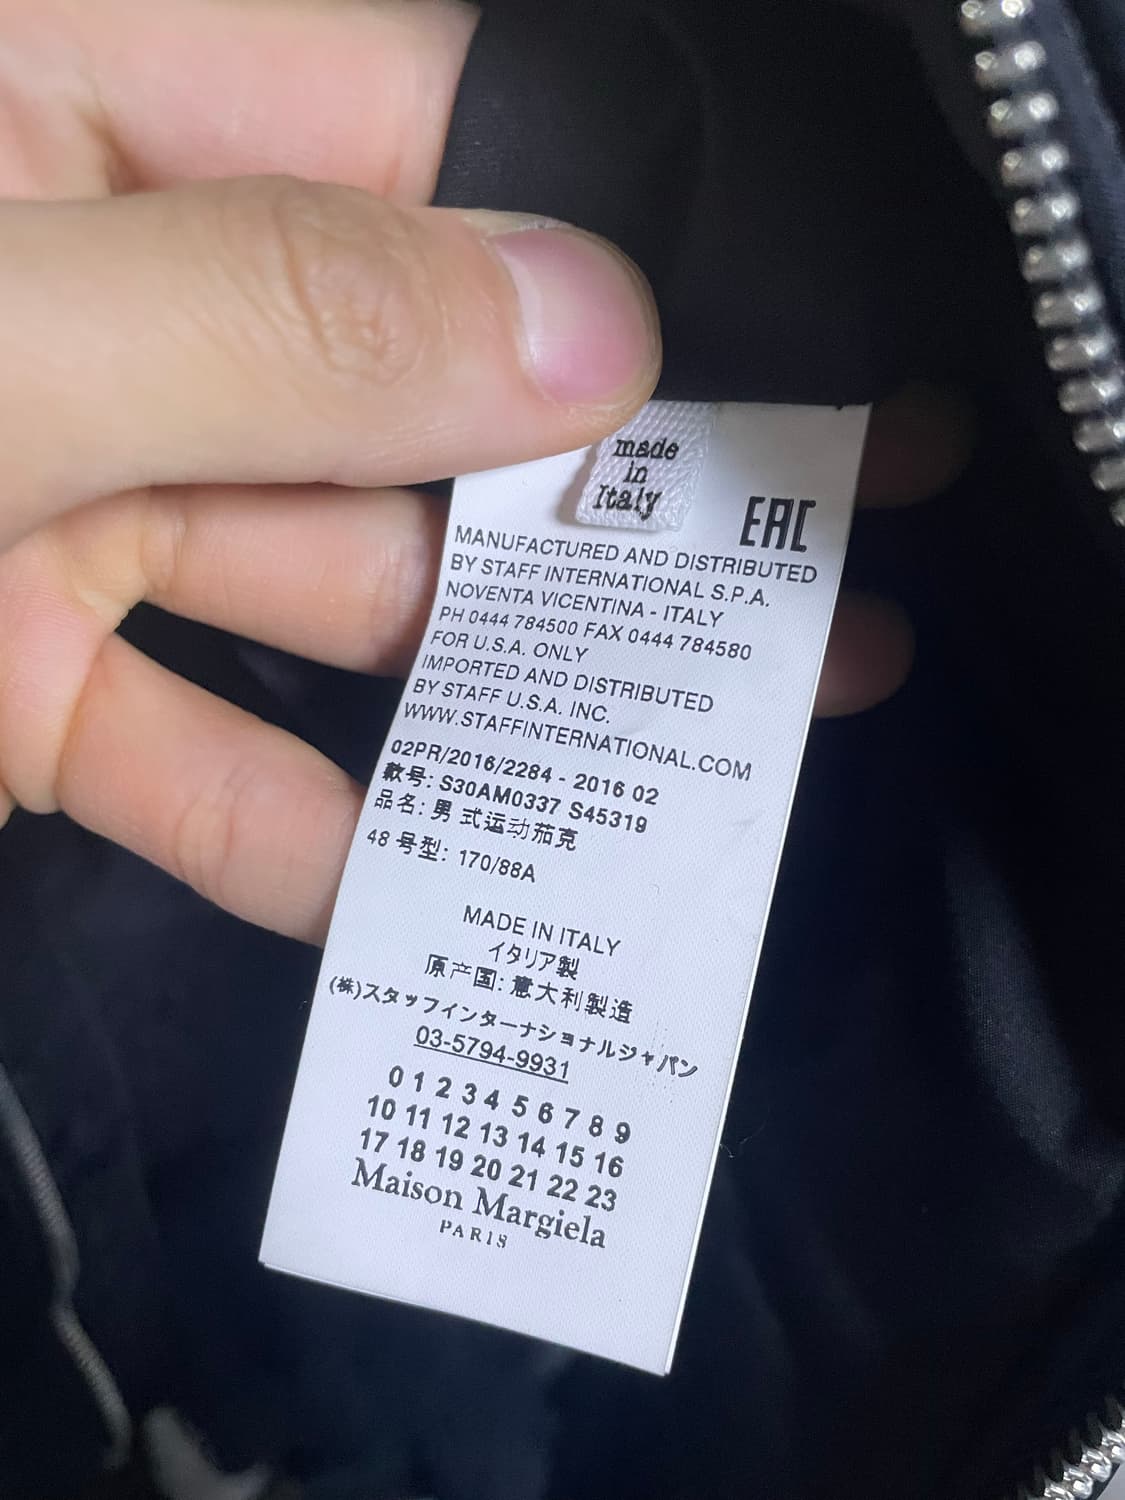 made
in
Italy
EAC
MANUFACTURED AND DISTRIBUTED
BY STAFF INTERNATIONAL S.P.A.
NOVENTA VICENTINA - ITALY
PH 0444 784500 FAX 0444 784580
FOR U.S.A. ONLY
IMPORTED AND DISTRIBUTED
BY STAFF U.S.A. INC.
WWW.STAFFINTERNATIONAL.COM
02PR/2016/2284 - 2016 02
款号: S30AM0337 S45319
品名: 男 式运动茄克
48 号型: 170/88A
MADE IN ITALY
イタリア製
原产国: 意大利製造
(株)スタッフインターナショナルジャパン
03-5794-9931
0 1 2 3 4 5 6 7 8 9
10 11 12 13 14 15 16
17 18 19 20 21 22 23
Maison Margiela
PARIS